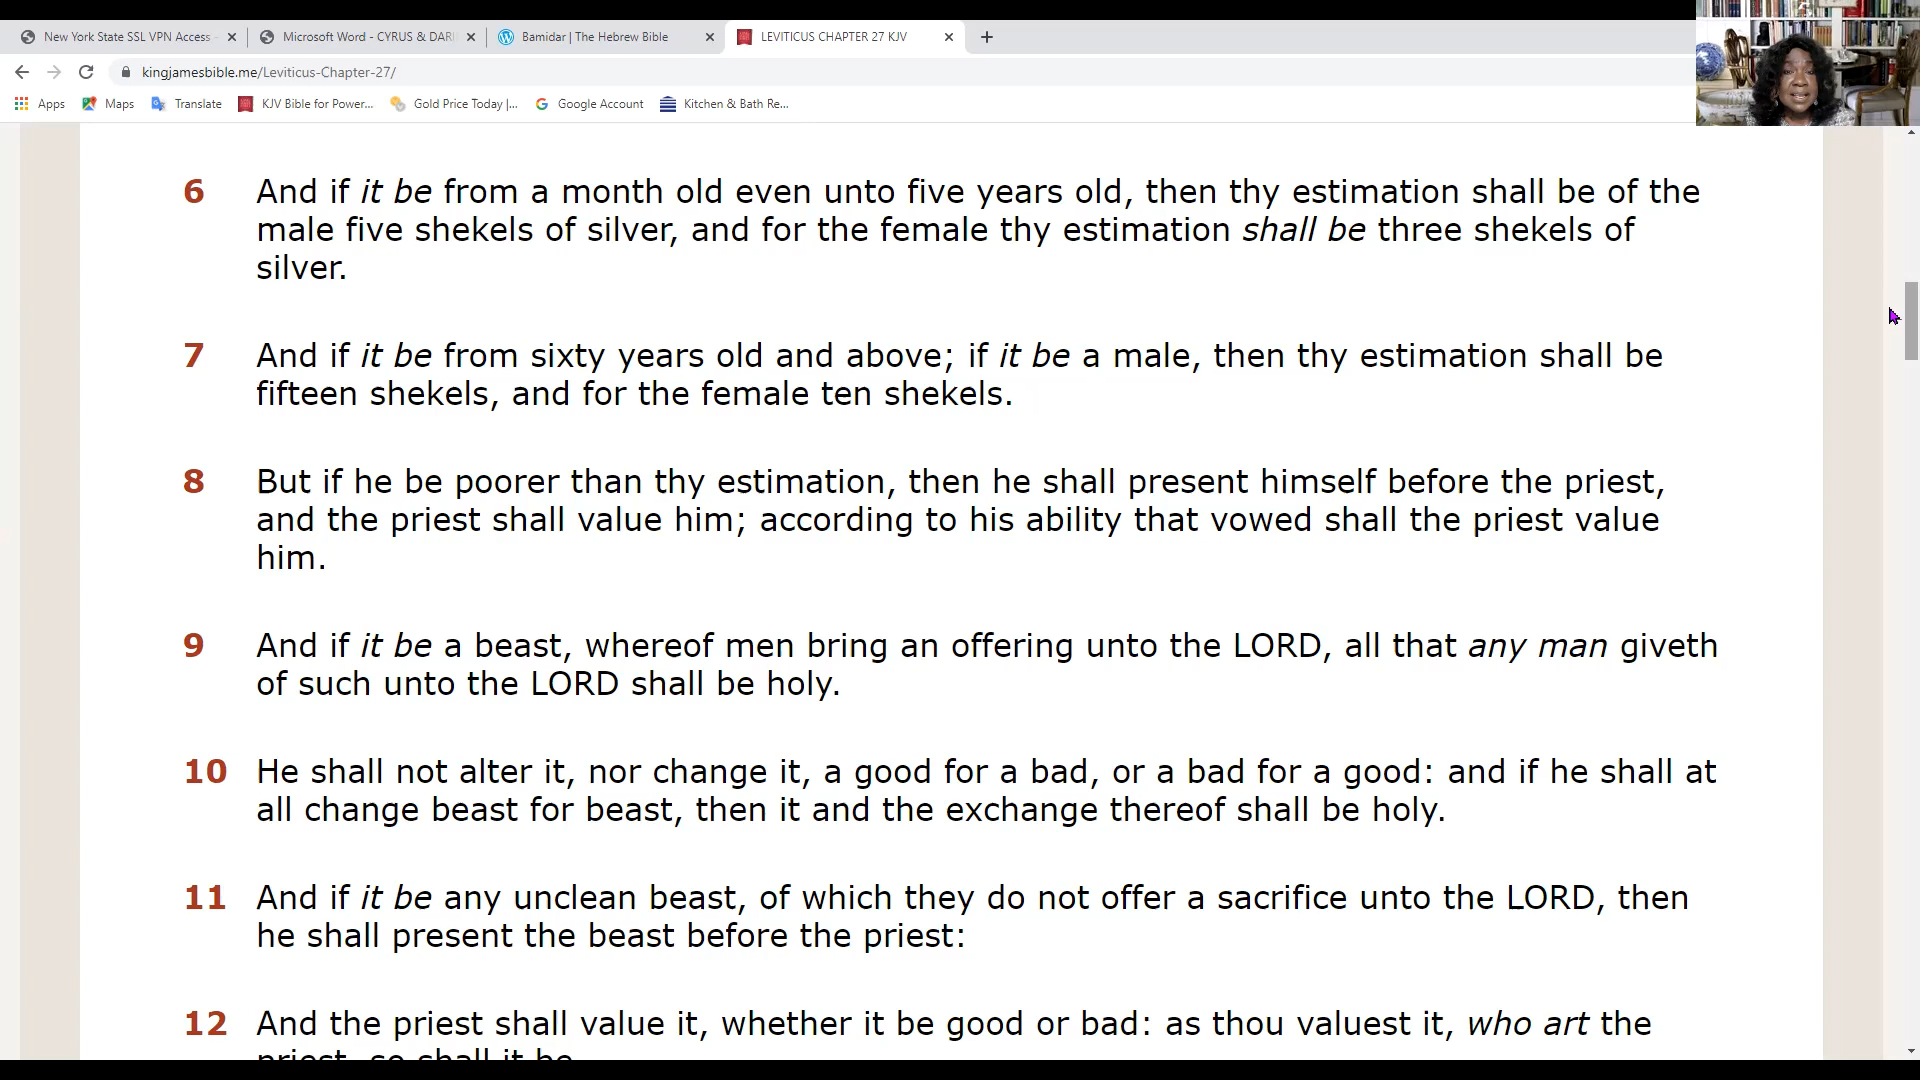 New York State SSL VPN Access -
Microsoft Word - CYRUS & DARI
Bamidar | The Hebrew Bible
LEVITICUS CHAPTER 27 KJV
kingjamesbible.me/Leviticus-Chapter-27/
Apps
Maps
Translate
KJV Bible for Power...
Gold Price Today |...
Google Account
Kitchen & Bath Re...
6 And if it be from a month old even unto five years old, then thy estimation shall be of the
male five shekels of silver, and for the female thy estimation shall be three shekels of
silver.
7 And if it be from sixty years old and above; if it be a male, then thy estimation shall be
fifteen shekels, and for the female ten shekels.
8 But if he be poorer than thy estimation, then he shall present himself before the priest,
and the priest shall value him; according to his ability that vowed shall the priest value
him.
9 And if it be a beast, whereof men bring an offering unto the LORD, all that any man giveth
of such unto the LORD shall be holy.
10 He shall not alter it, nor change it, a good for a bad, or a bad for a good: and if he shall at
all change beast for beast, then it and the exchange thereof shall be holy.
11 And if it be any unclean beast, of which they do not offer a sacrifice unto the LORD, then
he shall present the beast before the priest:
12 And the priest shall value it, whether it be good or bad: as thou valuest it, who art the
priest, so shall it be